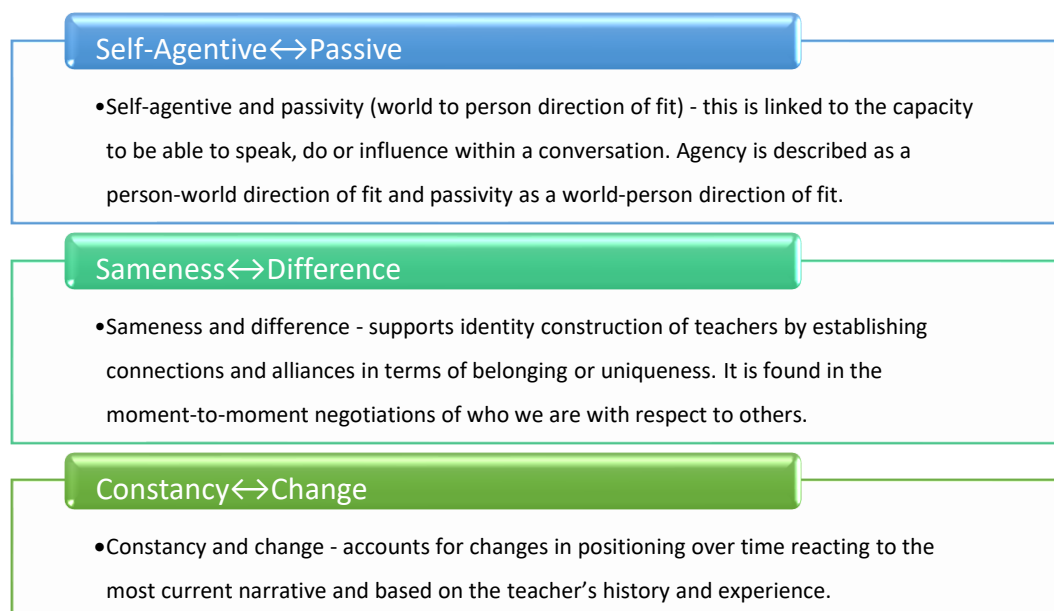 Self-Agentive↔Passive
•Self-agentive and passivity (world to person direction of fit) - this is linked to the capacity
to be able to speak, do or influence within a conversation. Agency is described as a
person-world direction of fit and passivity as a world-person direction of fit.
Sameness↔Difference
•Sameness and difference - supports identity construction of teachers by establishing
connections and alliances in terms of belonging or uniqueness. It is found in the
moment-to-moment negotiations of who we are with respect to others.
Constancy↔Change
•Constancy and change - accounts for changes in positioning over time reacting to the
most current narrative and based on the teacher’s history and experience.